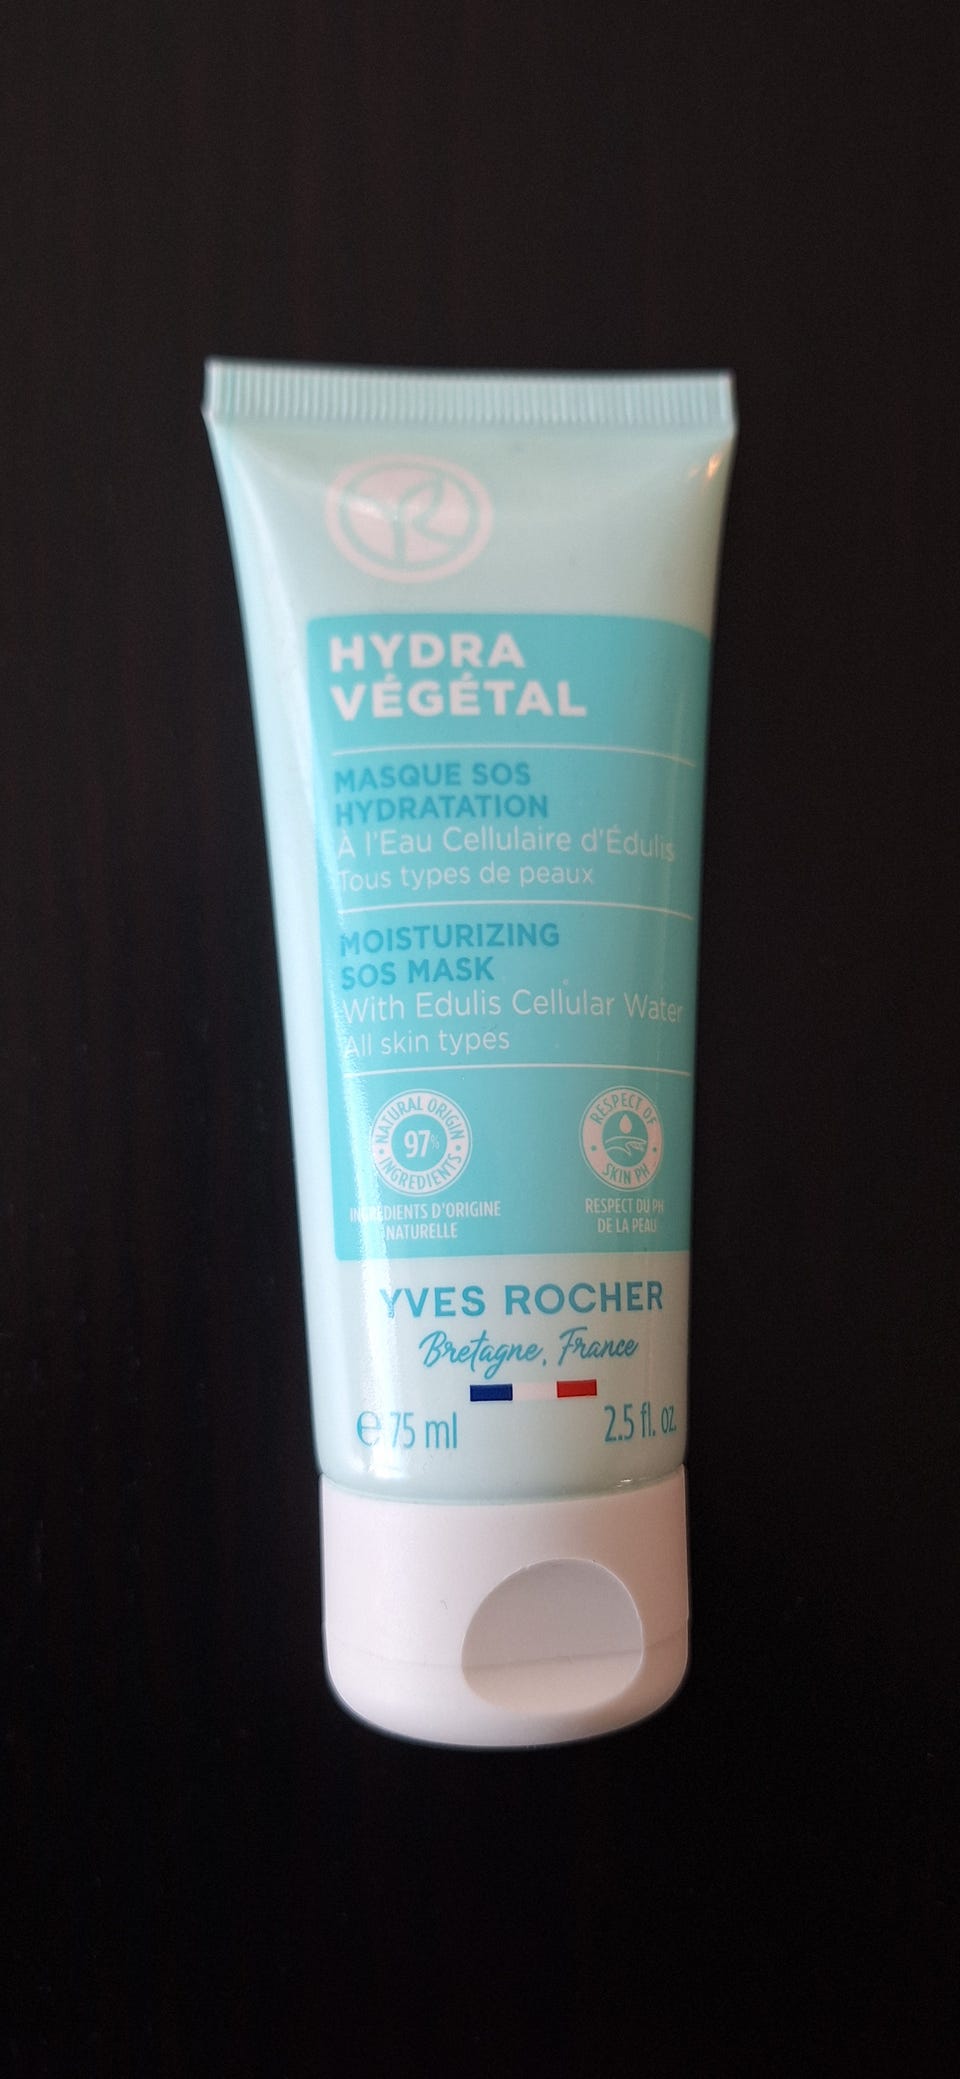 HYDRA
VÉGÉTAL
MASQUE SOS
HYDRATATION
À l'Eau Cellulaire d'Édulis
Tous types de peaux
MOISTURIZING
SOS MASK
With Edulis Cellular Water
All skin types
NATURAL ORIGIN
97%
INGREDIENTS
INGRÉDIENTS D'ORIGINE
NATURELLE
RESPECT OF
SKIN PH
RESPECT DU PH
DE LA PEAU
YVES ROCHER
Bretagne, France
e 75 ml
2.5 fl. oz.